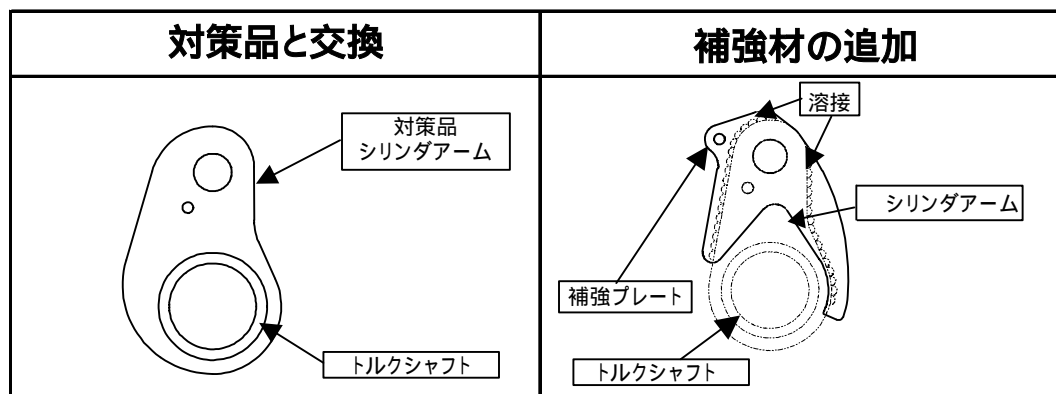 対策品と交換
補強材の追加
対策品
シリンダアーム
トルクシャフト
溶接
シリンダアーム
補強プレート
トルクシャフト